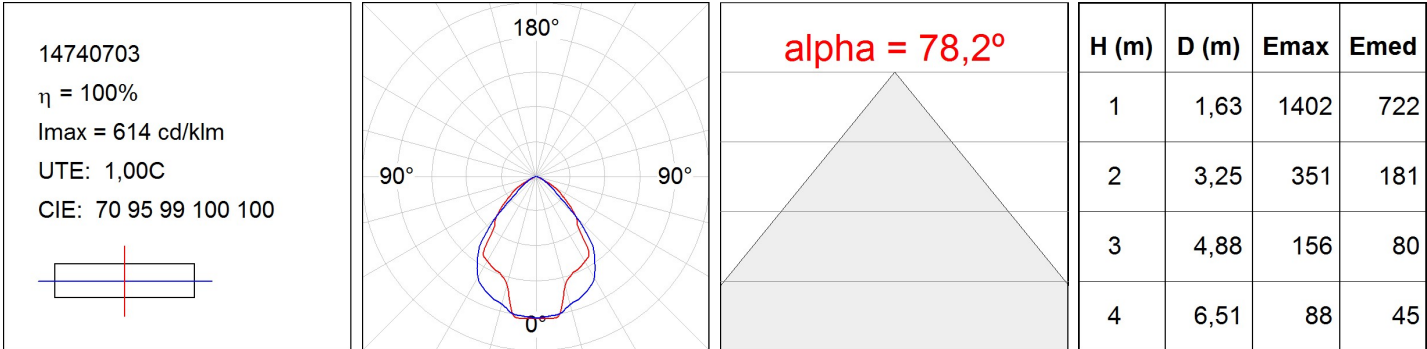 14740703
η = 100%
Imax = 614 cd/klm
UTE: 1,00C
CIE: 70 95 99 100 100
180°
90° 90°
0°
alpha = 78,2º
H (m) D (m) Emax Emed
1 1,63 1402 722
2 3,25 351 181
3 4,88 156 80
4 6,51 88 45